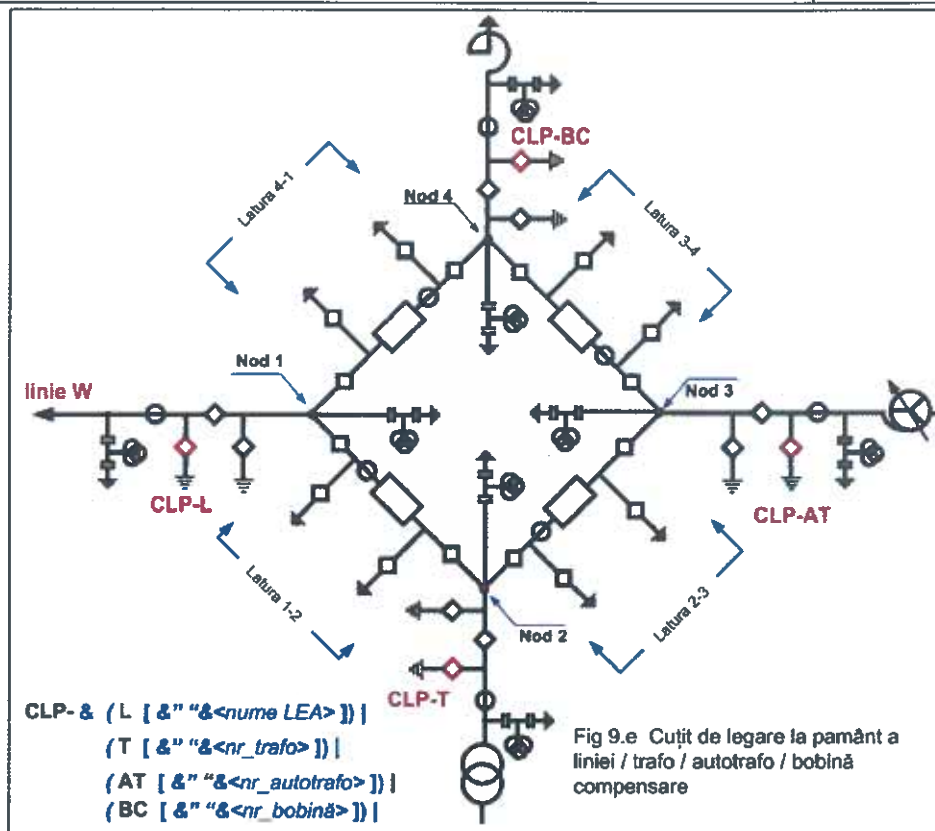 CLP-BC
Latura 4-1
Nod 4
Latura 3-4
Nod 1
Nod 3
linie W
CLP-L
CLP-AT
Latura 1-2
Nod 2
Latura 2-3
CLP-T
CLP- & ( L [ &" "&<nume LEA> ]) |
( T [ &" "&<nr_trafo> ]) |
( AT [ &" "&<nr_autotrafo> ]) |
( BC [ &" "&<nr_bobină> ]) |
Fig 9.e Cuțit de legare la pamânt a
liniei / trafo / autotrafo / bobină
compensare